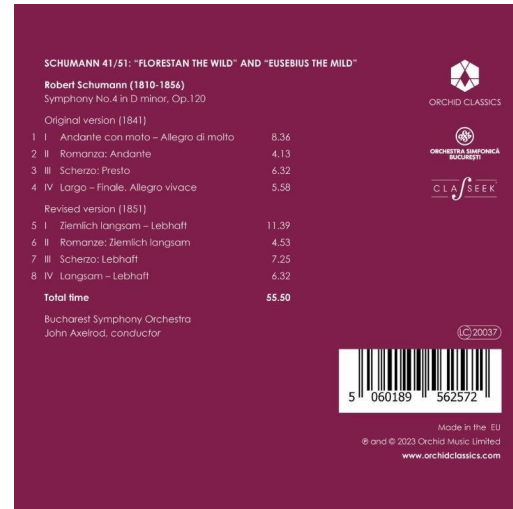 SCHUMANN 41/51: “FLORESTAN THE WILD” AND “EUSEBIUS THE MILD”
Robert Schumann (1810-1856)
Symphony No.4 in D minor, Op.120
Original version (1841)
1 I Andante con moto – Allegro di molto 8.36
2 II Romanza: Andante 4.13
3 III Scherzo: Presto 6.32
4 IV Largo – Finale, Allegro vivace 5.58
Revised version (1851)
5 I Ziemlich langsam – Lebhaft 11.39
6 II Romanze: Ziemlich langsam 4.53
7 III Scherzo: Lebhaft 7.25
8 IV Langsam – Lebhaft 6.32
Total time 55.50
Bucharest Symphony Orchestra
John Axelrod, conductor
ORCHID CLASSICS
ORCHESTRA SIMFONICĂ
BUCUREȘTI
CLASSEEK
LC 20037
5 060189 562572
Made in the EU
℗ and © 2023 Orchid Music Limited
www.orchidclassics.com